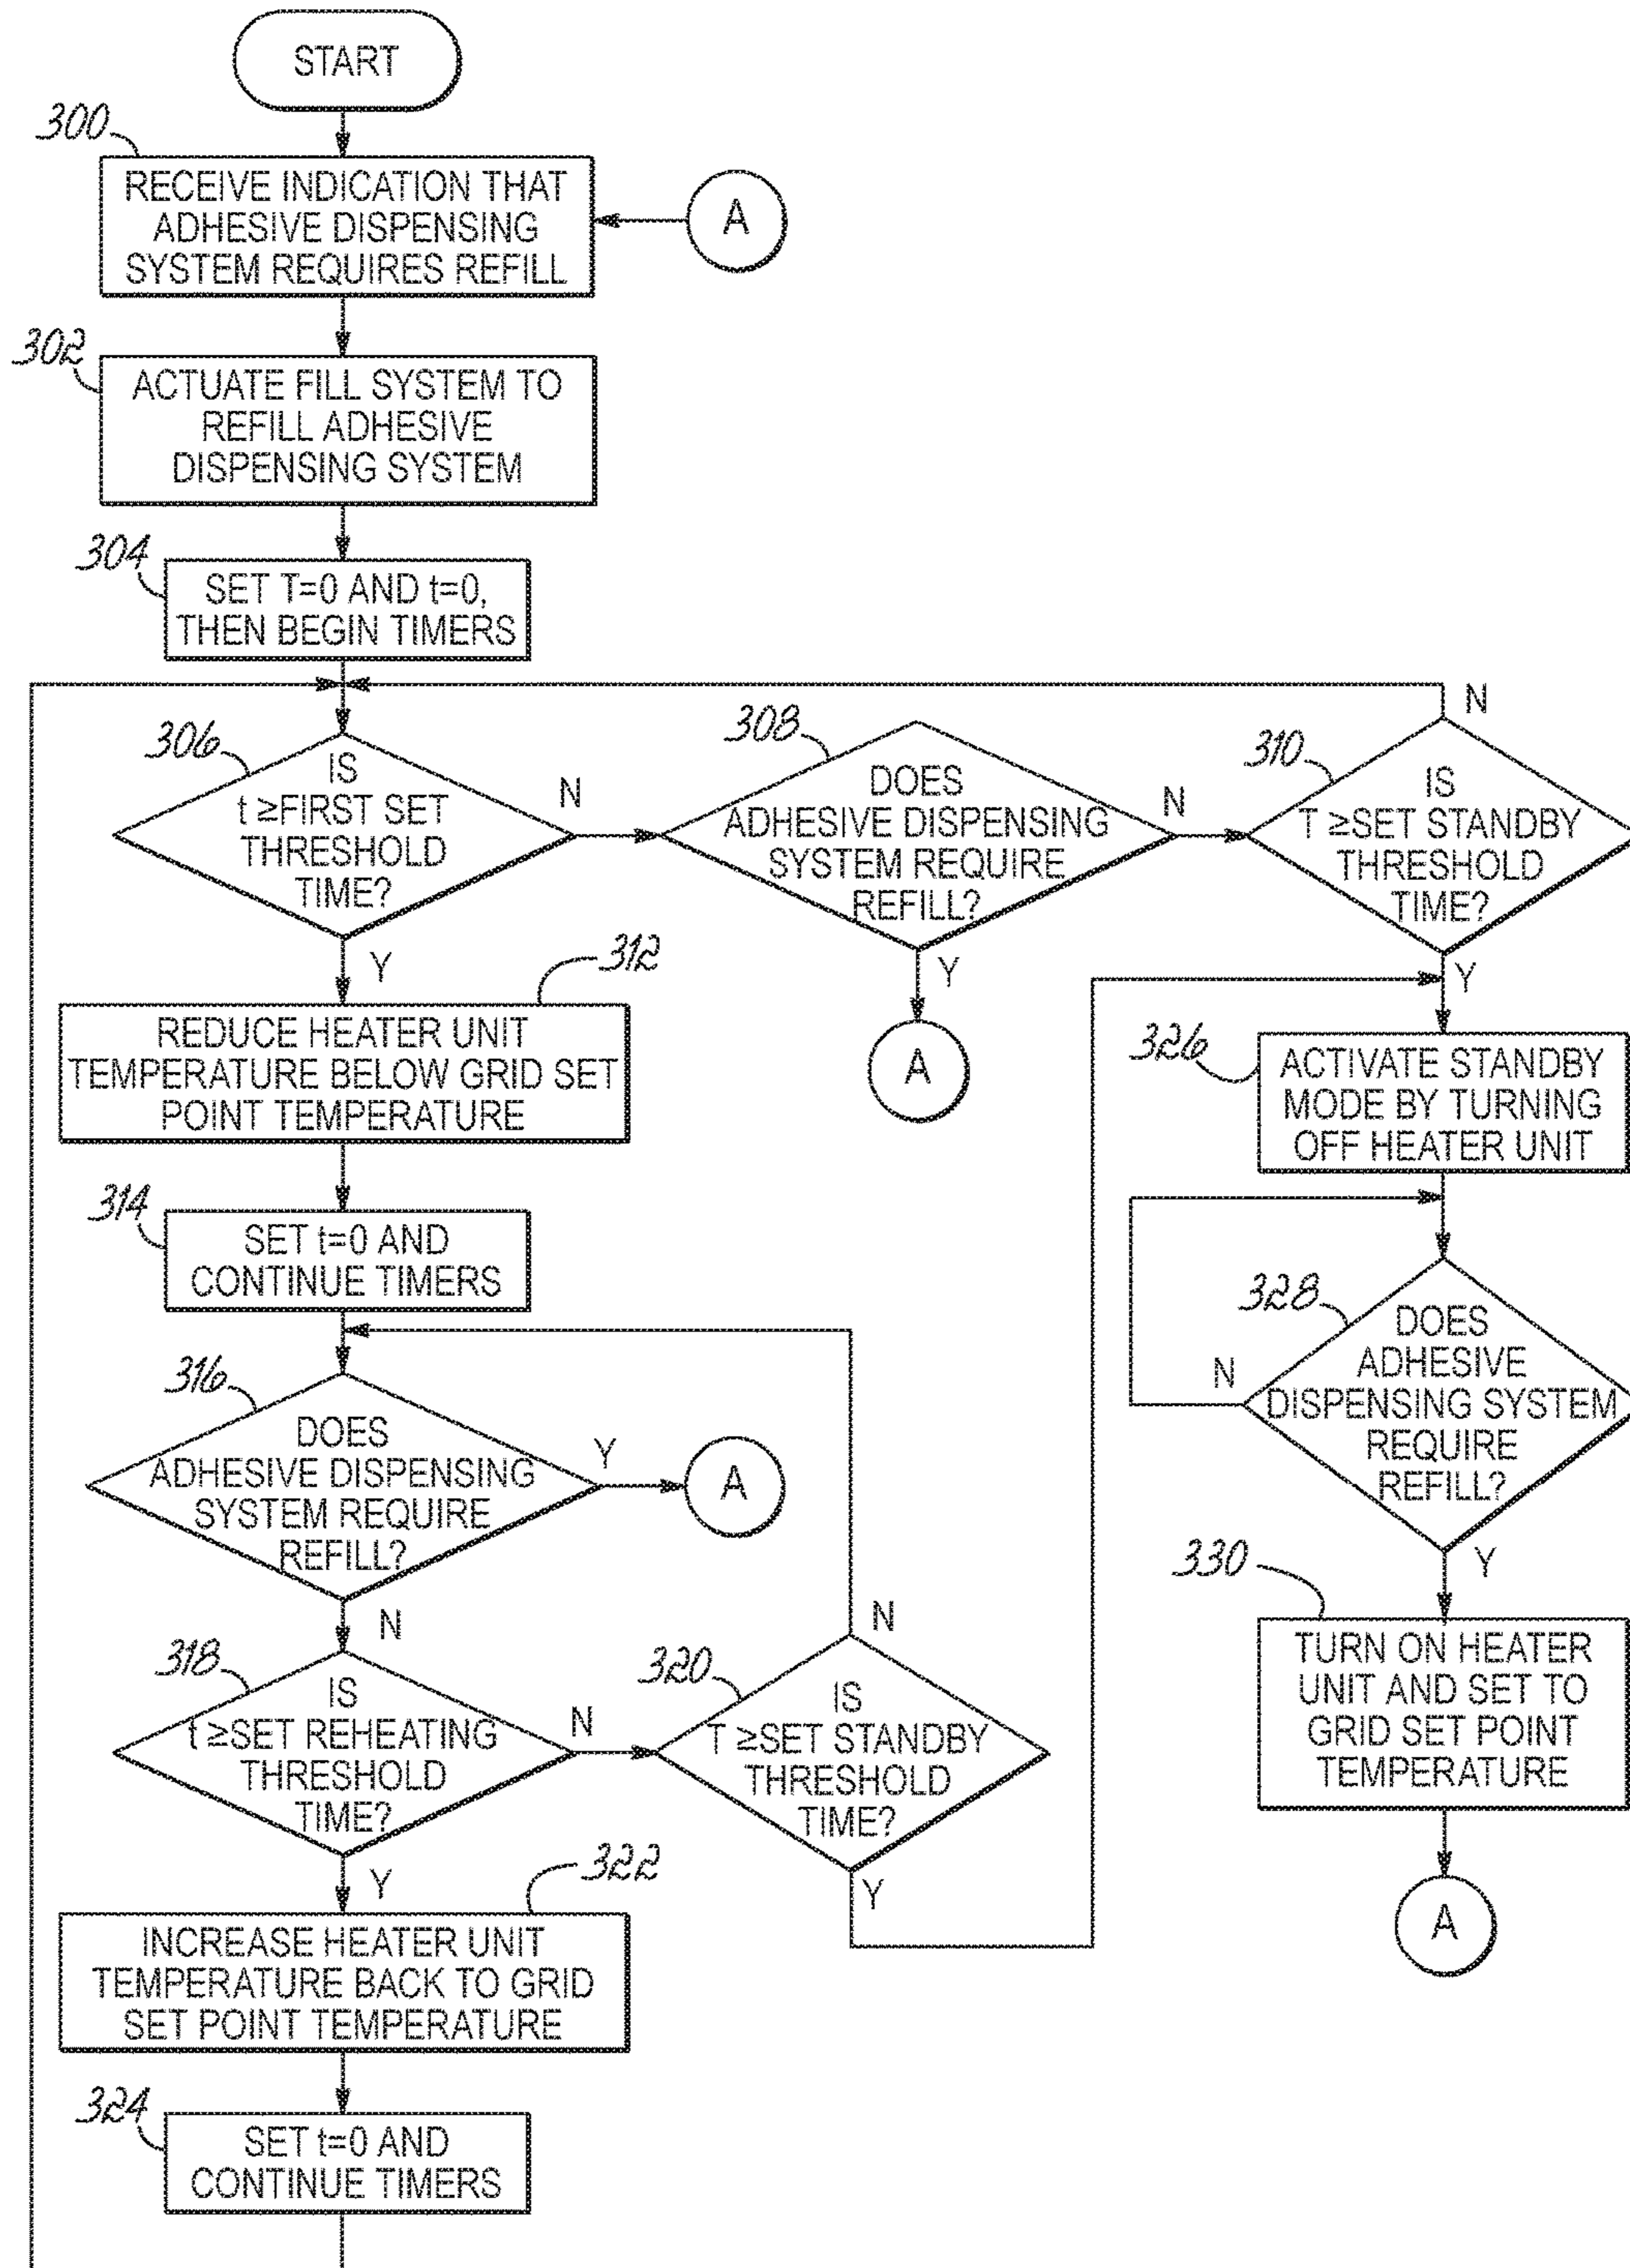 START
300
RECEIVE INDICATION THAT
ADHESIVE DISPENSING
SYSTEM REQUIRES REFILL
A
302
ACTUATE FILL SYSTEM TO
REFILL ADHESIVE
DISPENSING SYSTEM
304
SET T=0 AND t=0,
THEN BEGIN TIMERS
306
IS
t ≥FIRST SET
THRESHOLD
TIME?
N
Y
308
DOES
ADHESIVE DISPENSING
SYSTEM REQUIRE
REFILL?
N
Y
A
310
IS
T ≥SET STANDBY
THRESHOLD
TIME?
N
Y
312
REDUCE HEATER UNIT
TEMPERATURE BELOW GRID SET
POINT TEMPERATURE
314
SET t=0 AND
CONTINUE TIMERS
316
DOES
ADHESIVE DISPENSING
SYSTEM REQUIRE
REFILL?
Y
A
N
318
IS
t ≥SET REHEATING
THRESHOLD
TIME?
N
Y
320
IS
T ≥SET STANDBY
THRESHOLD
TIME?
N
Y
322
INCREASE HEATER UNIT
TEMPERATURE BACK TO GRID
SET POINT TEMPERATURE
324
SET t=0 AND
CONTINUE TIMERS
326
ACTIVATE STANDBY
MODE BY TURNING
OFF HEATER UNIT
328
DOES
ADHESIVE
DISPENSING SYSTEM
REQUIRE
REFILL?
N
Y
330
TURN ON HEATER
UNIT AND SET TO
GRID SET POINT
TEMPERATURE
A